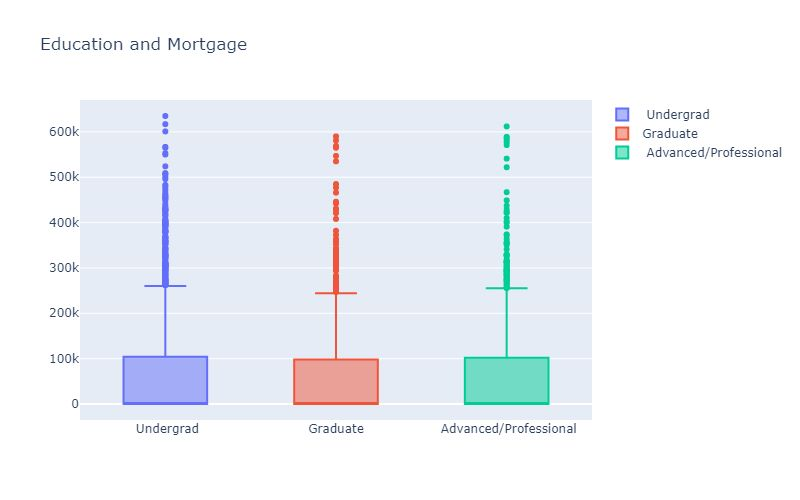 Education and Mortgage
Undergrad
Graduate
Advanced/Professional
600k
500k
400k
300k
200k
100k
0
Undergrad
Graduate
Advanced/Professional